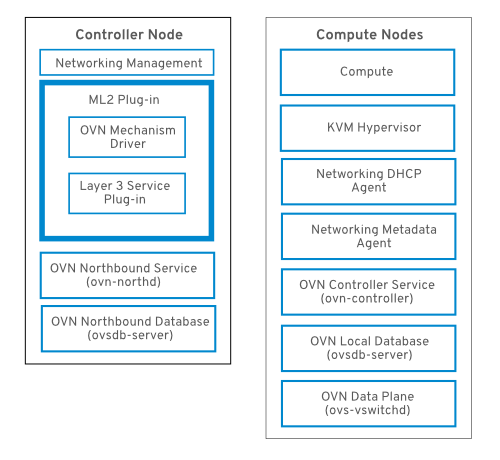 Controller Node
Networking Management
ML2 Plug-in
OVN Mechanism
Driver
Layer 3 Service
Plug-in
OVN Northbound Service
(ovn-northd)
OVN Northbound Database
(ovsdb-server)
Compute Nodes
Compute
KVM Hypervisor
Networking DHCP
Agent
Networking Metadata
Agent
OVN Controller Service
(ovn-controller)
OVN Local Database
(ovsdb-server)
OVN Data Plane
(ovs-vswitchd)